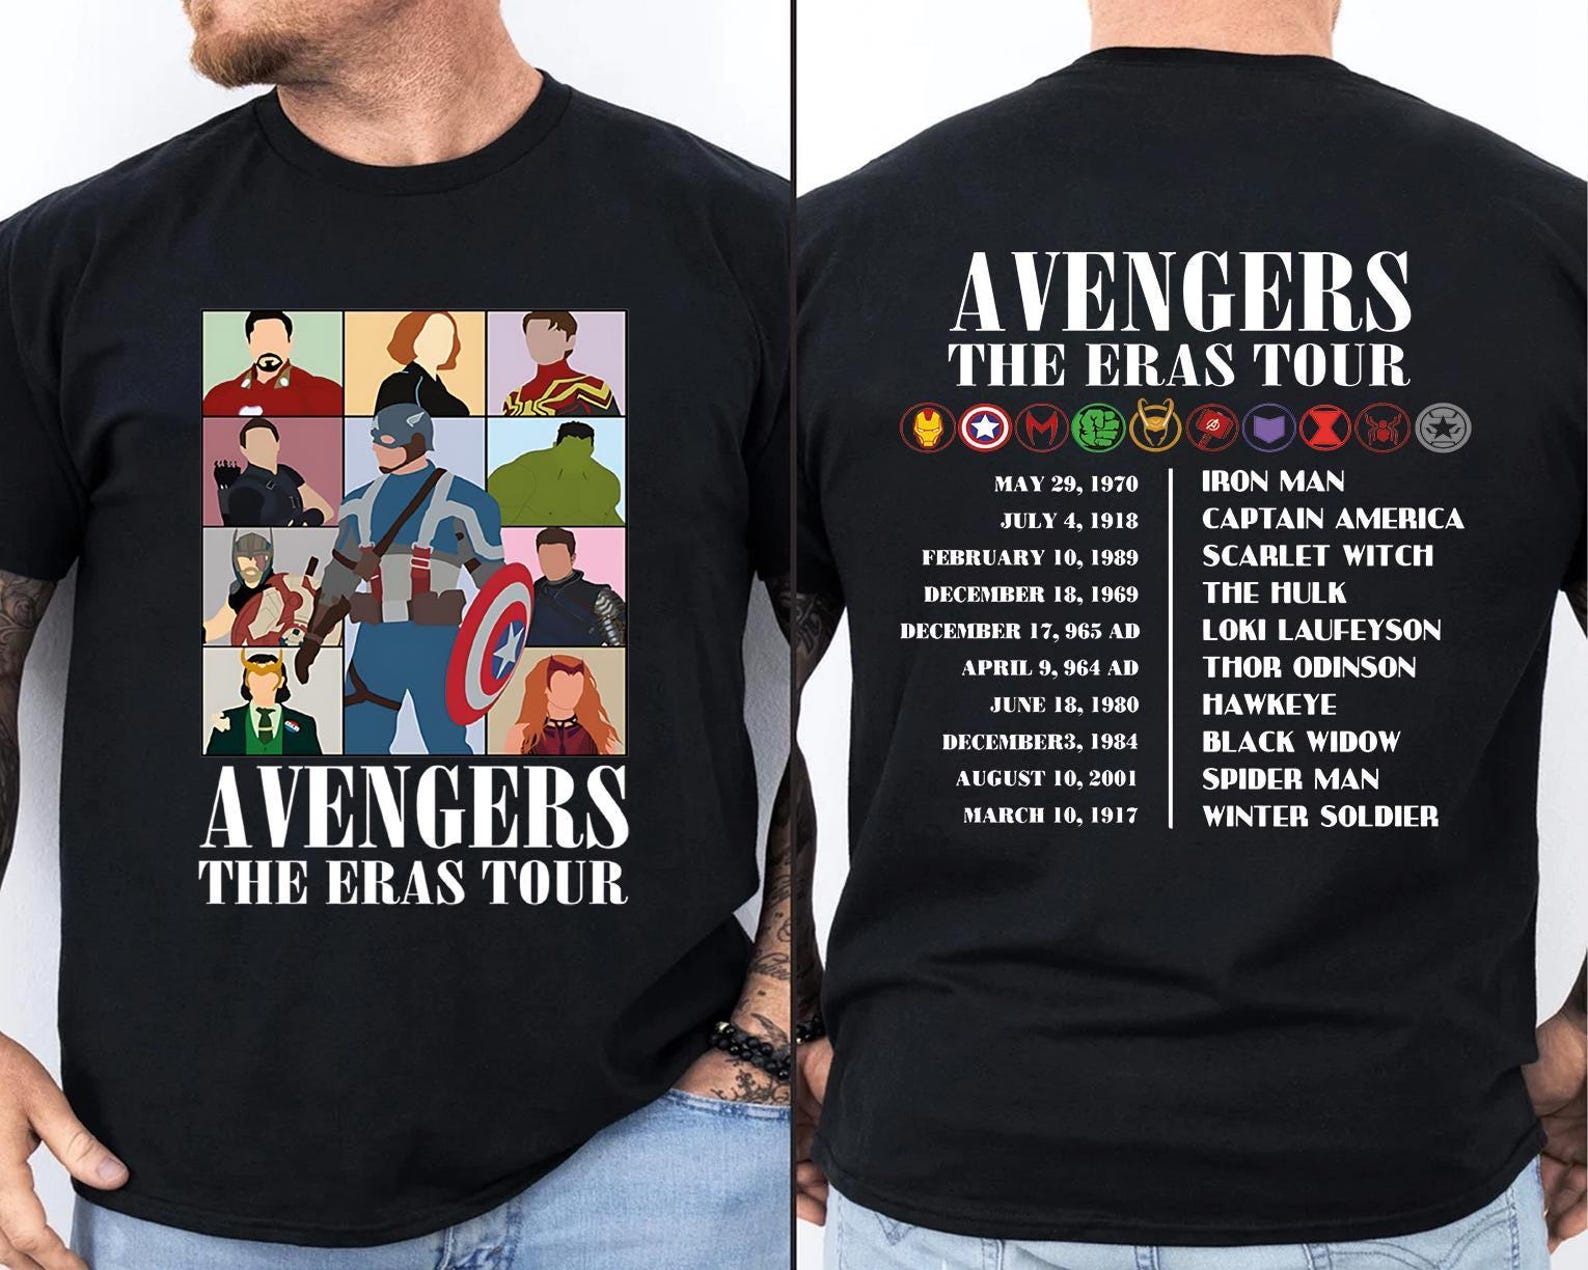 AVENGERS
THE ERAS TOUR
AVENGERS
THE ERAS TOUR
MAY 29, 1970 IRON MAN
JULY 4, 1918 CAPTAIN AMERICA
FEBRUARY 10, 1989 SCARLET WITCH
DECEMBER 18, 1969 THE HULK
DECEMBER 17, 965 AD LOKI LAUFEYSON
APRIL 9, 964 AD THOR ODINSON
JUNE 18, 1980 HAWKEYE
DECEMBER3, 1984 BLACK WIDOW
AUGUST 10, 2001 SPIDER MAN
MARCH 10, 1917 WINTER SOLDIER